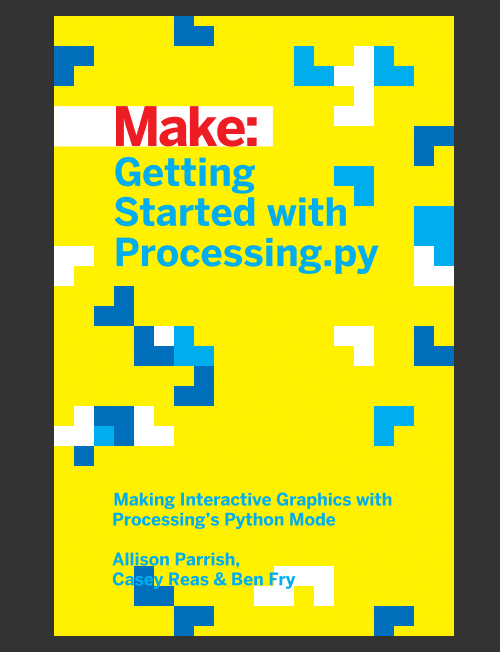 Make:
Getting
Started with
Processing.py
Making Interactive Graphics with
Processing's Python Mode
Allison Parrish,
Casey Reas & Ben Fry